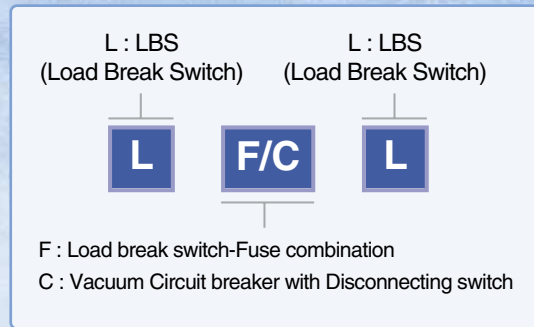 L : LBS
(Load Break Switch)
L : LBS
(Load Break Switch)
L F/C L
F : Load break switch-Fuse combination
C : Vacuum Circuit breaker with Disconnecting switch